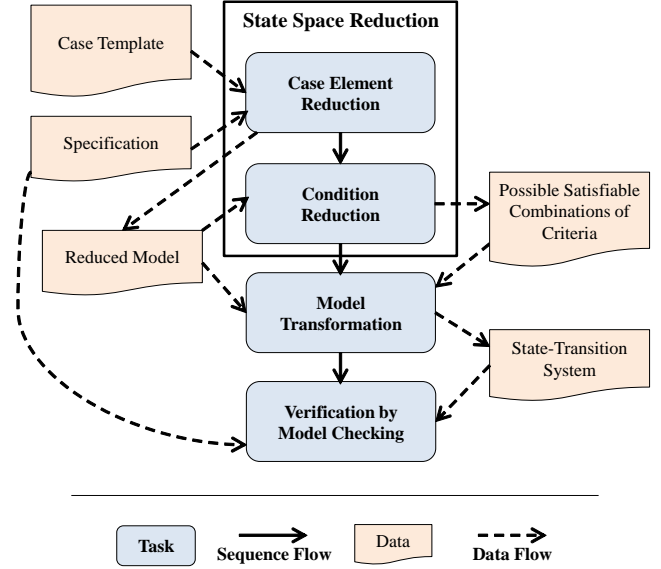 State Space Reduction
Case Template
Case Element
Reduction
Specification
Condition
Reduction
Possible Satisfiable
Combinations of
Criteria
Reduced Model
Model
Transformation
State-Transition
System
Verification by
Model Checking
Task
Sequence Flow
Data
Data Flow